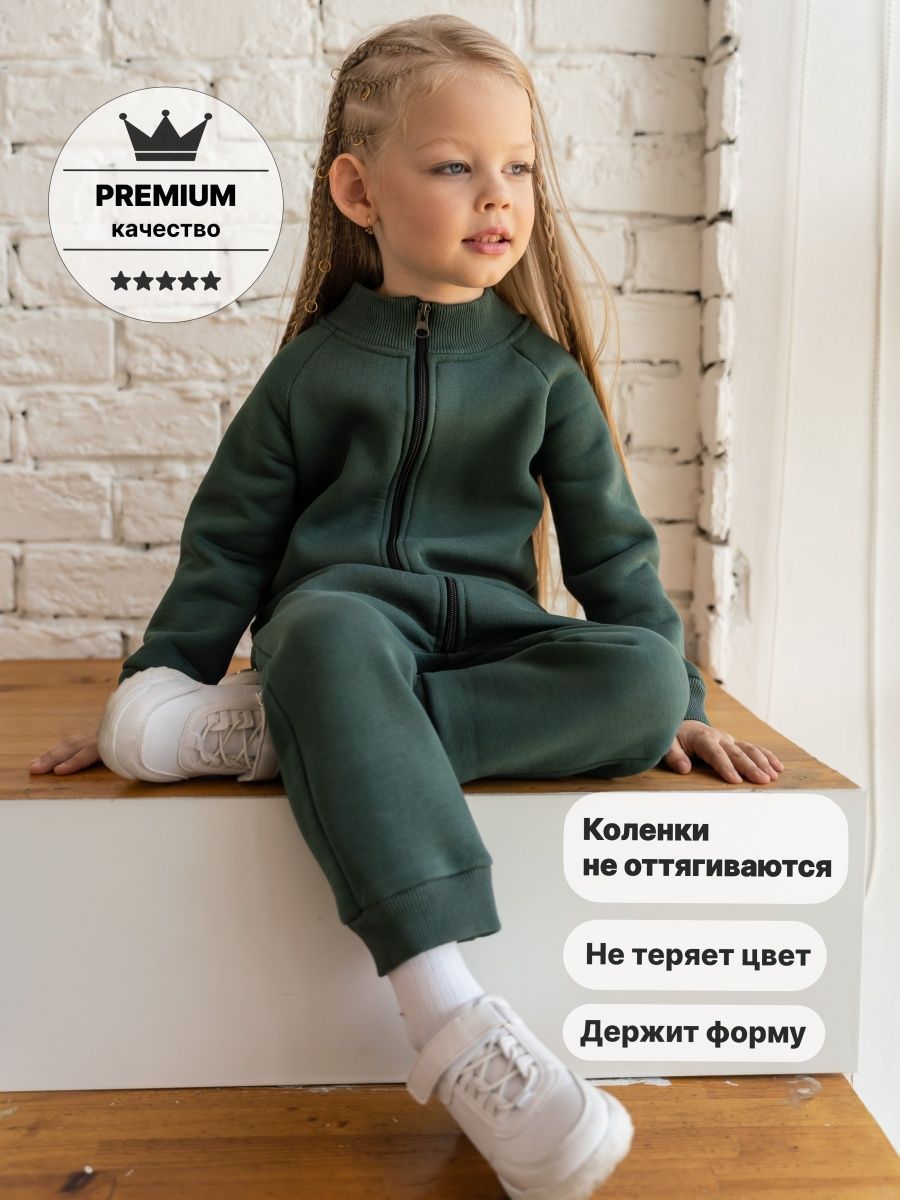 PREMIUM
качество
Коленки
не оттягиваются
Не теряет цвет
Держит форму